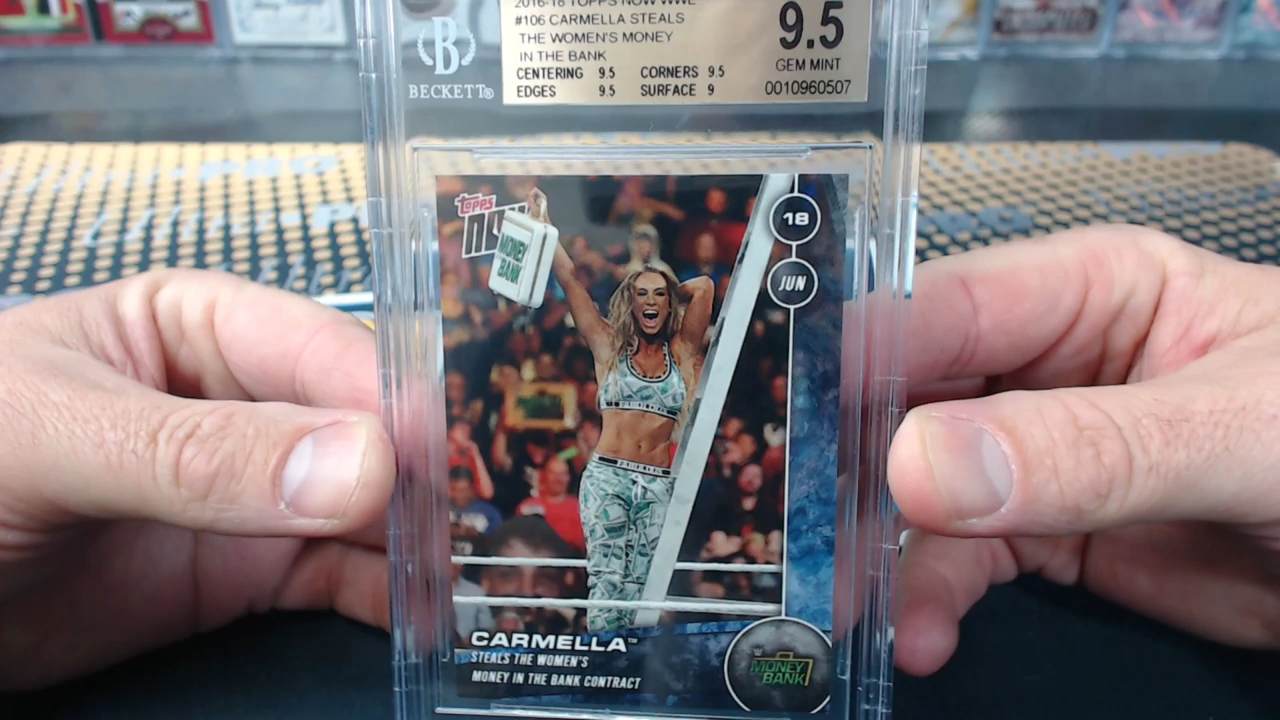 2016-18 TOPPS NOW WWE
#106 CARMELLA STEALS
THE WOMEN'S MONEY
IN THE BANK
CENTERING 9.5 CORNERS 9.5
EDGES 9.5 SURFACE 9
9.5
GEM MINT
0010960507
B
BECKETT®
TOPPS
NOW
MONEY
BANK
18
JUN
CARMELLA™
STEALS THE WOMEN'S
MONEY IN THE BANK CONTRACT
MONEY
BANK